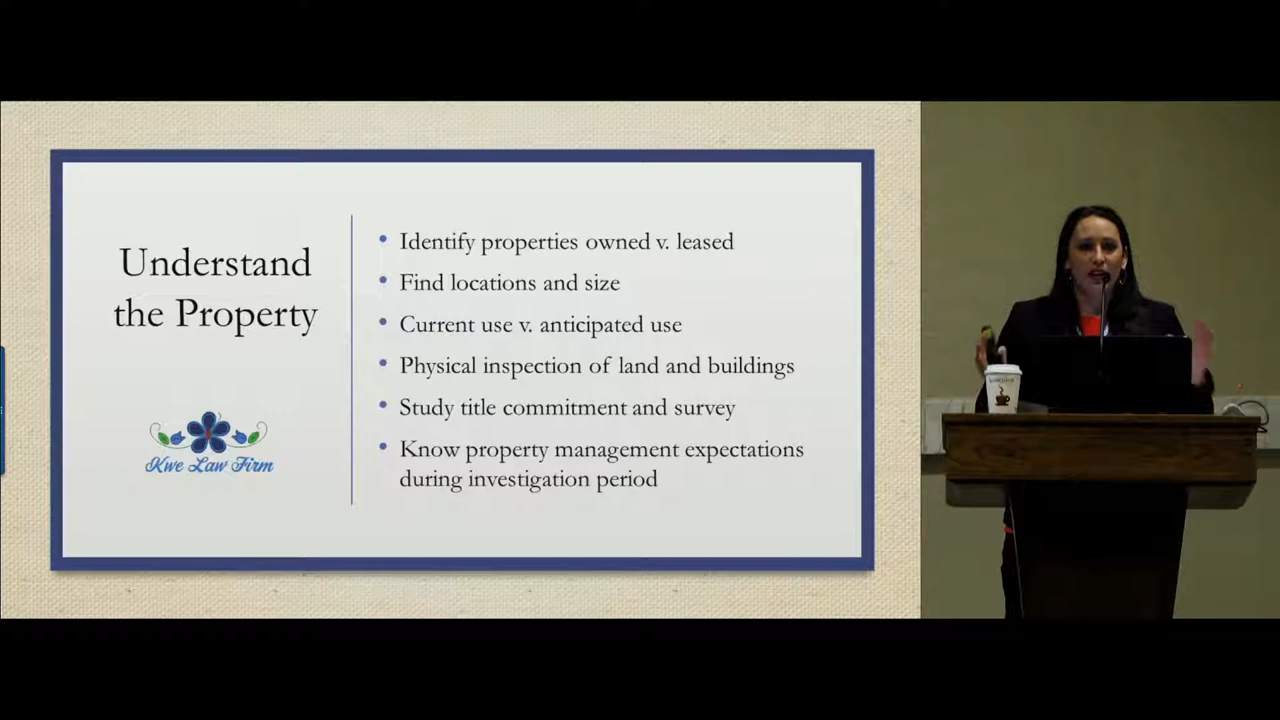 Understand
the Property
Kwe Law Firm
Identify properties owned v. leased
Find locations and size
Current use v. anticipated use
Physical inspection of land and buildings
Study title commitment and survey
Know property management expectations
during investigation period